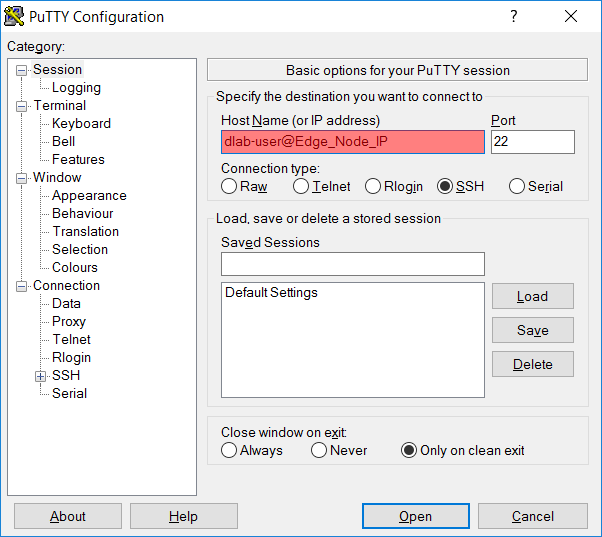 PuTTY Configuration
Category:
Session
Logging
Terminal
Keyboard
Bell
Features
Window
Appearance
Behaviour
Translation
Selection
Colours
Connection
Data
Proxy
Telnet
Rlogin
SSH
Serial
Basic options for your PuTTY session
Specify the destination you want to connect to
Host Name (or IP address) Port
dlab-user@Edge_Node_IP 22
Connection type:
Raw Telnet Rlogin SSH Serial
Load, save or delete a stored session
Saved Sessions
Default Settings
Load
Save
Delete
Close window on exit:
Always Never Only on clean exit
About Help Open Cancel